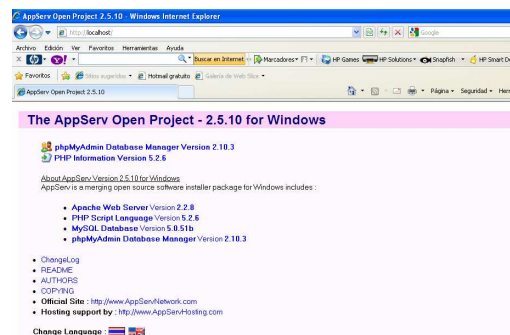 AppServ Open Project 2.5.10 - Windows Internet Explorer
http://localhost/
Google
Archivo Edición Ver Favoritos Herramientas Ayuda
Buscar en Internet Marcadores HP Games HP Solutions Snapfish HP Smart
Favoritos Sitios sugeridos Hotmail gratuito Galería de Web Slice
AppServ Open Project 2.5.10 Página Seguridad
The AppServ Open Project - 2.5.10 for Windows
phpMyAdmin Database Manager Version 2.10.3
PHP Information Version 5.2.6
About AppServ Version 2.5.10 for Windows
AppServ is a merging open source software installer package for Windows includes :
Apache Web Server Version 2.2.8
PHP Script Language Version 5.2.6
MySQL Database Version 5.0.51b
phpMyAdmin Database Manager Version 2.10.3
ChangeLog
README
AUTHORS
COPYING
Official Site : http://www.AppServNetwork.com
Hosting support by : http://www.AppServHosting.com
Change Language :